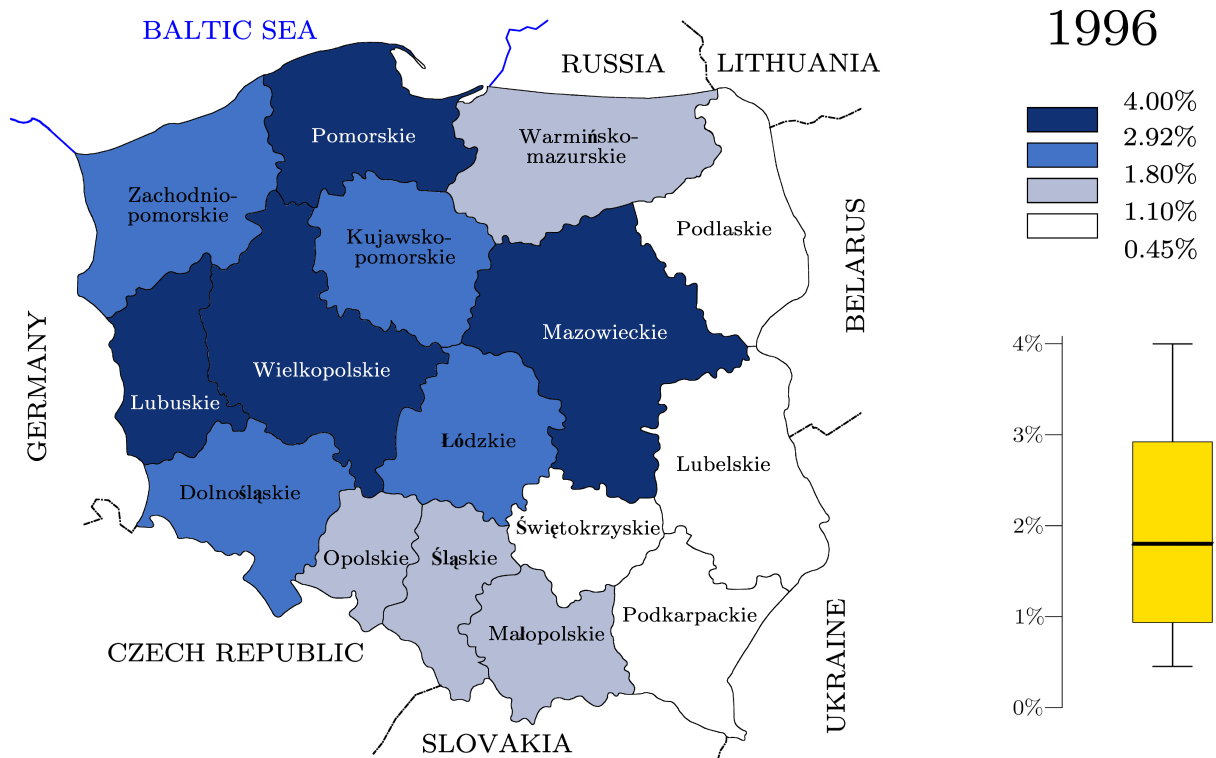 BALTIC SEA
1996
RUSSIA
LITHUANIA
4.00%
2.92%
1.80%
1.10%
0.45%
Pomorskie
Warmińsko-
mazurskie
Zachodnio-
pomorskie
Podlaskie
Kujawsko-
pomorskie
BELARUS
Mazowieckie
GERMANY
Wielkopolskie
Lubuskie
Łódzkie
Lubelskie
Dolnośląskie
Świętokrzyskie
Opolskie
Śląskie
Podkarpackie
Małopolskie
CZECH REPUBLIC
UKRAINE
SLOVAKIA
4%
3%
2%
1%
0%